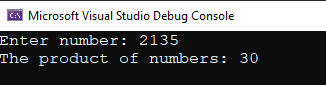 Microsoft Visual Studio Debug Console
Enter number: 2135
The product of numbers: 30